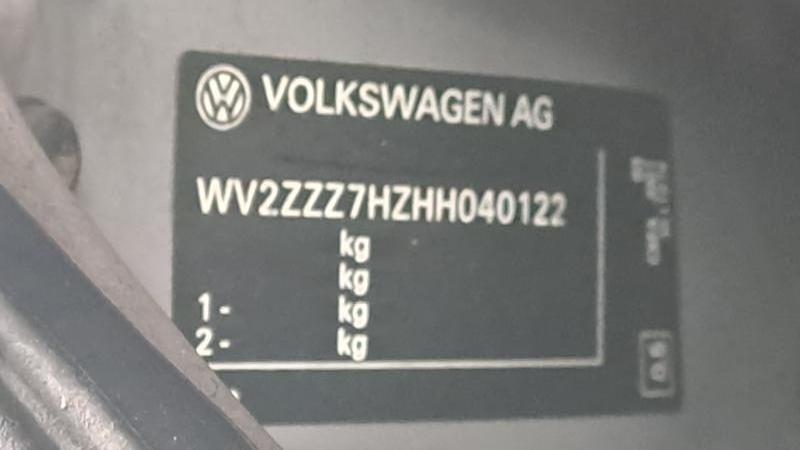 VOLKSWAGEN AG
WV2ZZZ7HZHH040122
kg
kg
1- kg
2- kg